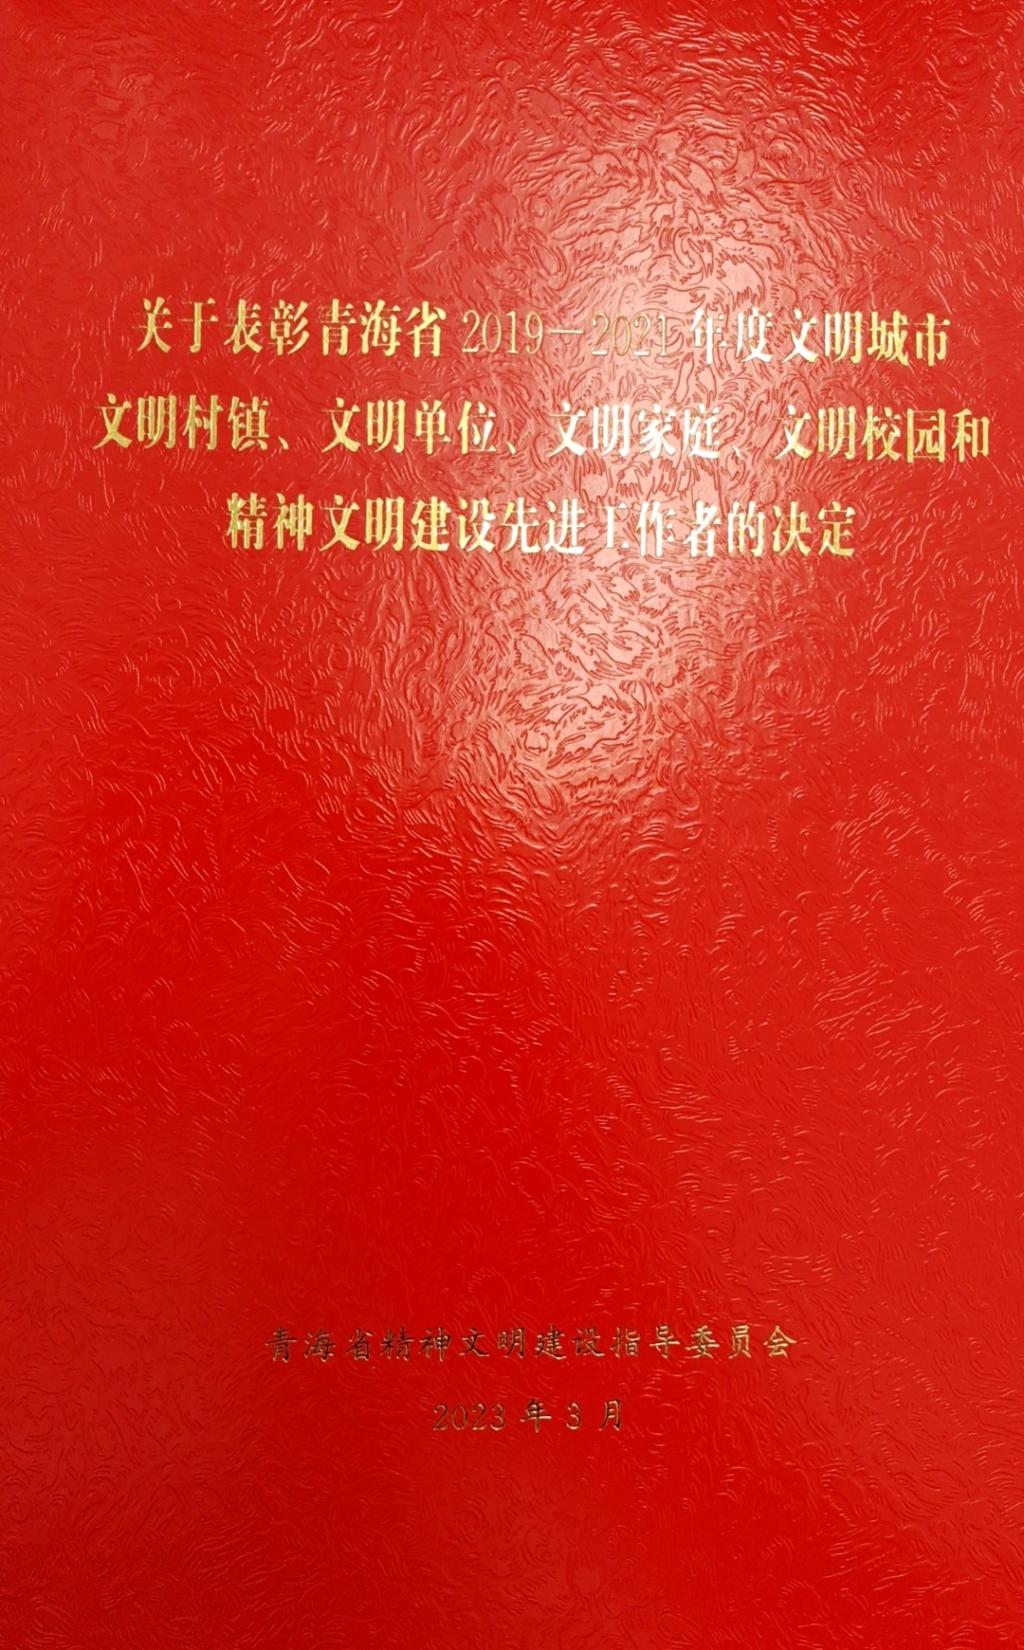 关于表彰青海省2019－2021年度文明城市
文明村镇、文明单位、文明家庭、文明校园和
精神文明建设先进工作者的决定
青海省精神文明建设指导委员会
2023年3月